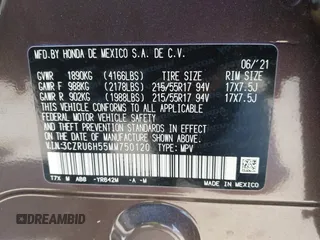 MFD.BY HONDA DE MEXICO S.A. DE C.V.
06/'21
GVWR 1890KG (4166LBS) TIRE SIZE RIM SIZE
GAWR F 988KG (2178LBS) 215/55R17 94V 17X7.5J
GAWR R 902KG (1988LBS) 215/55R17 94V 17X7.5J
THIS VEHICLE CONFORMS TO ALL APPLICABLE
FEDERAL MOTOR VEHICLE SAFETY AND THEFT
PREVENTION STANDARDS IN EFFECT ON THE DATE OF
MANUFACTURE SHOWN ABOVE.
V.I.N:3CZRU6H55MM750120 TYPE: MPV
T7X M ABB -YR642M -A -M
MADE IN MEXICO
DREAMBID